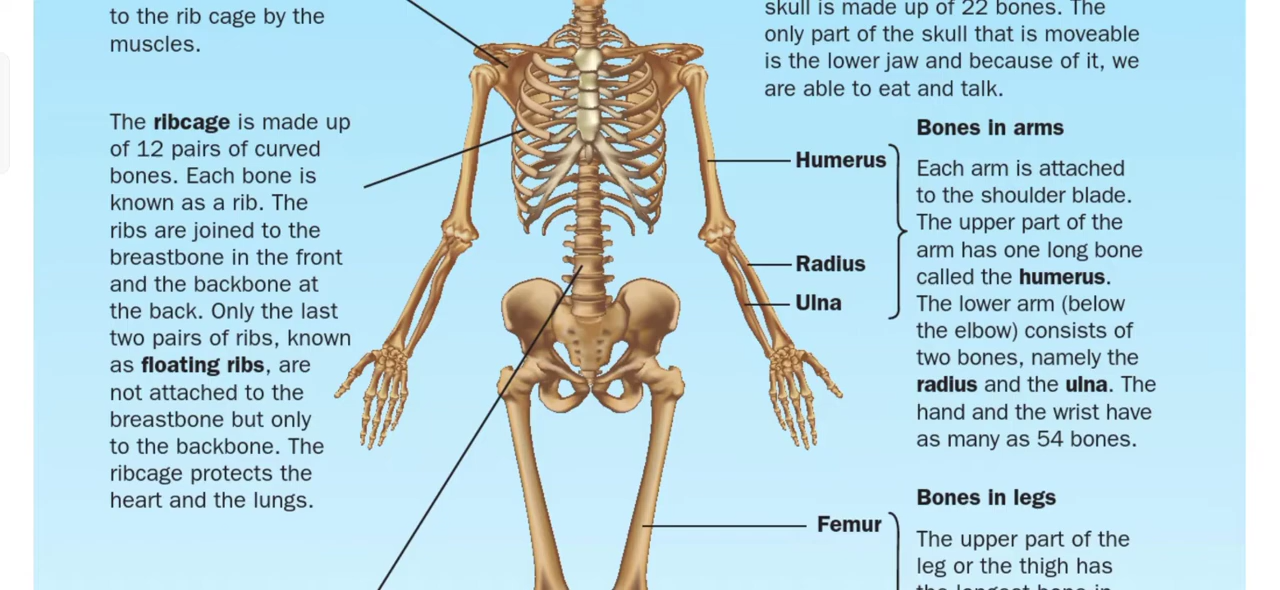 to the rib cage by the
muscles.
The ribcage is made up
of 12 pairs of curved
bones. Each bone is
known as a rib. The
ribs are joined to the
breastbone in the front
and the backbone at
the back. Only the last
two pairs of ribs, known
as floating ribs, are
not attached to the
breastbone but only
to the backbone. The
ribcage protects the
heart and the lungs.
skull is made up of 22 bones. The
only part of the skull that is moveable
is the lower jaw and because of it, we
are able to eat and talk.
Humerus
Radius
Ulna
Bones in arms
Each arm is attached
to the shoulder blade.
The upper part of the
arm has one long bone
called the humerus.
The lower arm (below
the elbow) consists of
two bones, namely the
radius and the ulna. The
hand and the wrist have
as many as 54 bones.
Femur
Bones in legs
The upper part of the
leg or the thigh has
the longest bone in